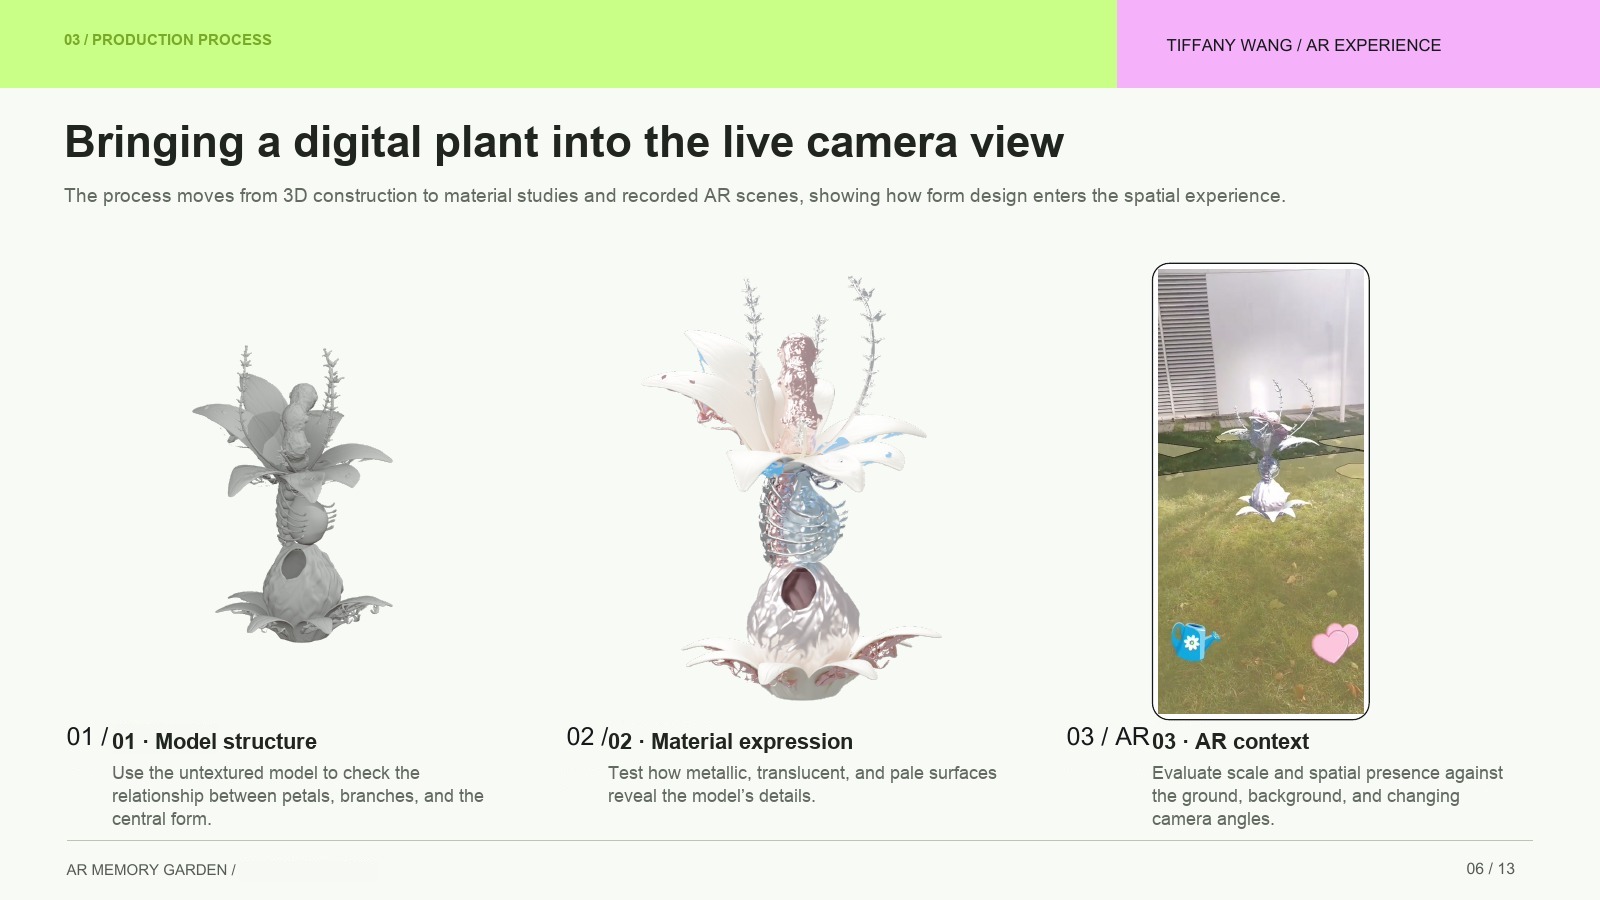 03 / PRODUCTION PROCESS
TIFFANY WANG / AR EXPERIENCE
Bringing a digital plant into the live camera view
The process moves from 3D construction to material studies and recorded AR scenes, showing how form design enters the spatial experience.
01 /
01 · Model structure
Use the untextured model to check the
relationship between petals, branches, and the
central form.
02 /
02 · Material expression
Test how metallic, translucent, and pale surfaces
reveal the model’s details.
03 / AR
03 · AR context
Evaluate scale and spatial presence against
the ground, background, and changing
camera angles.
AR MEMORY GARDEN /
06 / 13